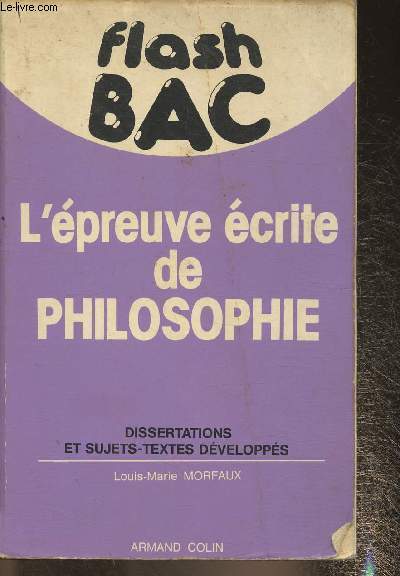 Le-livre.com
flash
BAC
L'épreuve écrite
de
PHILOSOPHIE
DISSERTATIONS
ET SUJETS-TEXTES DÉVELOPPÉS
Louis-Marie MORFAUX
ARMAND COLIN